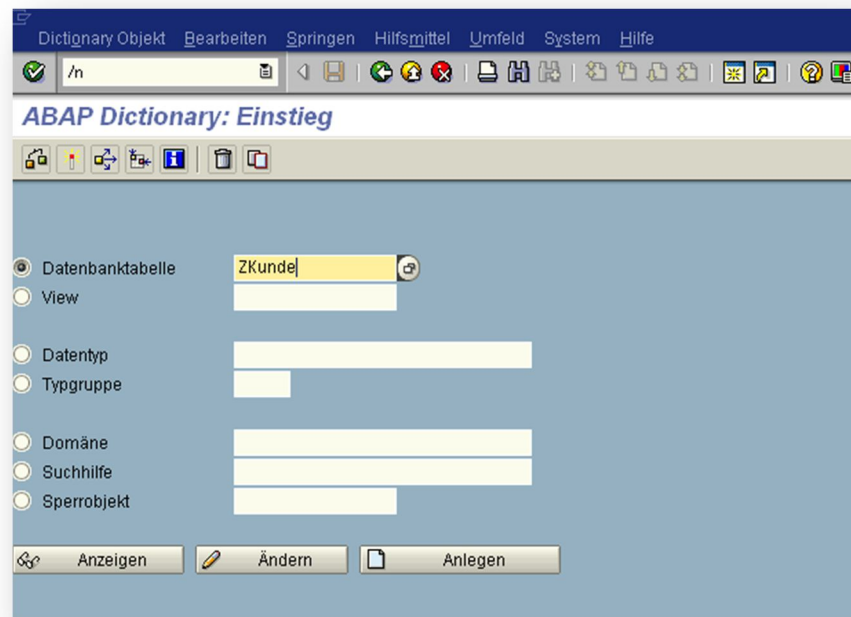 Dictionary Objekt Bearbeiten Springen Hilfsmittel Umfeld System Hilfe
/n
ABAP Dictionary: Einstieg
Datenbanktabelle ZKunde
View
Datentyp
Typgruppe
Domäne
Suchhilfe
Sperrobjekt
Anzeigen Ändern Anlegen